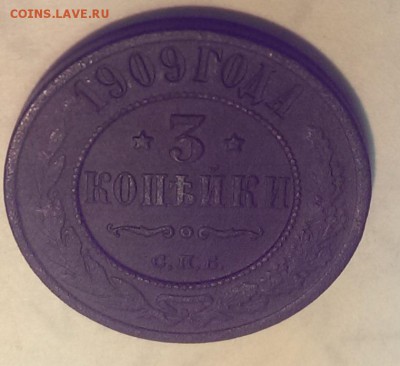 COINS.LAVE.RU
1909 ГОДА
3
КОПѢЙКИ
С.П.Б.